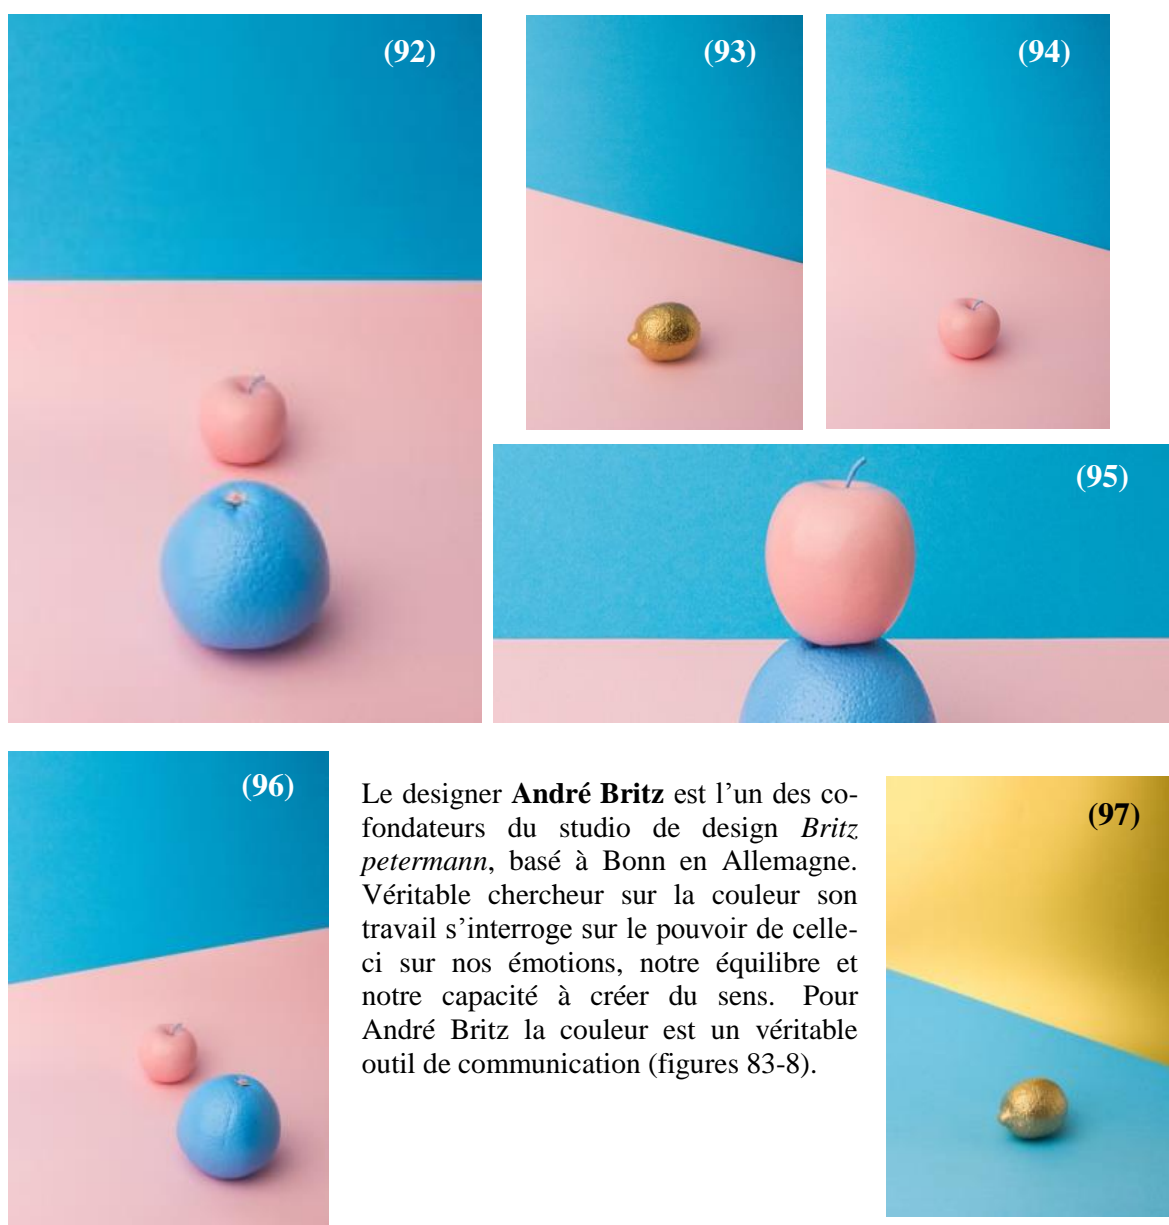 (92)
(93)
(94)
(95)
(96)
Le designer André Britz est l’un des co-
fondateurs du studio de design Britz
petermann, basé à Bonn en Allemagne.
Véritable chercheur sur la couleur son
travail s’interroge sur le pouvoir de celle-
ci sur nos émotions, notre équilibre et
notre capacité à créer du sens. Pour
André Britz la couleur est un véritable
outil de communication (figures 83-8).
(97)